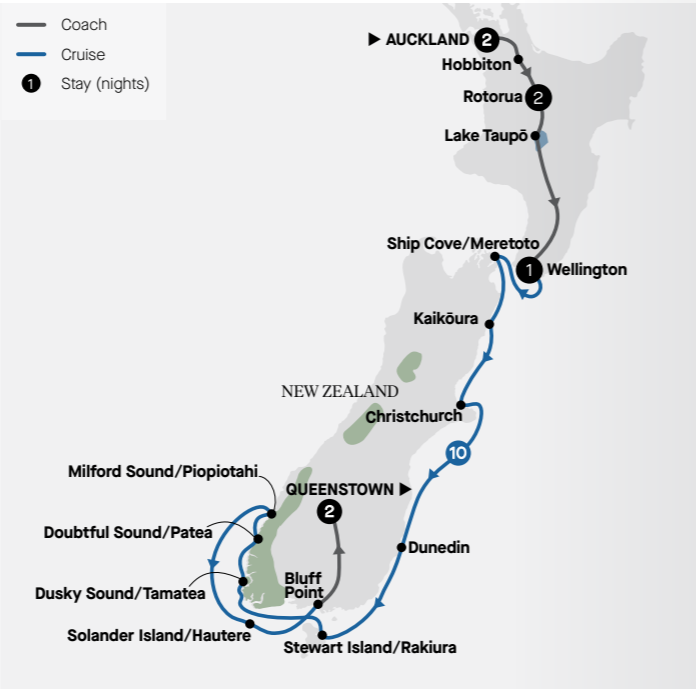 Coach
Cruise
1 Stay (nights)
▶ AUCKLAND 2
Hobbiton
Rotorua 2
Lake Taupō
Ship Cove/Meretoto
1 Wellington
Kaikōura
NEW ZEALAND
Christchurch
10
Milford Sound/Piopiotahi
QUEENSTOWN ▶
2
Doubtful Sound/Patea
Dunedin
Bluff
Point
Dusky Sound/Tamatea
Solander Island/Hautere
Stewart Island/Rakiura